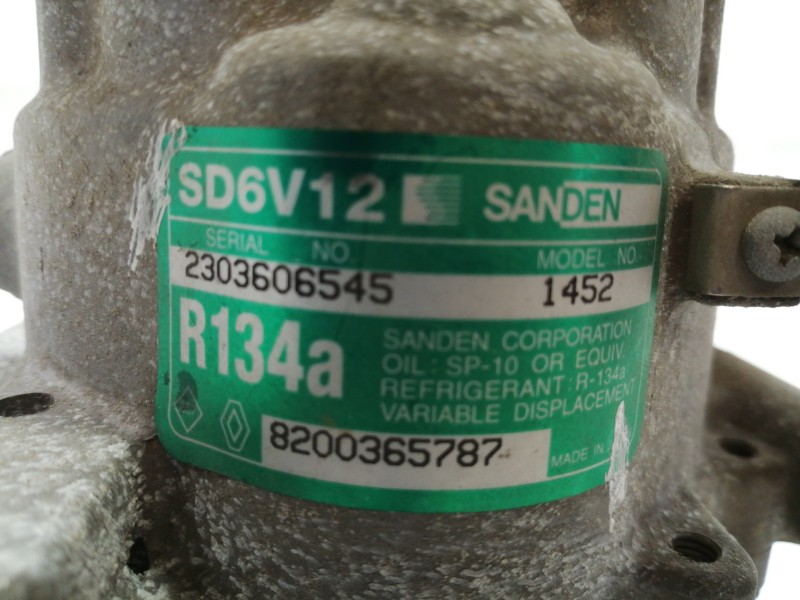 SD6V12 SANDEN
SERIAL NO. MODEL NO.
2303606545 1452
R134a
SANDEN CORPORATION
OIL : SP-10 OR EQUIV.
REFRIGERANT : R-134a
VARIABLE DISPLACEMENT
8200365787
MADE IN